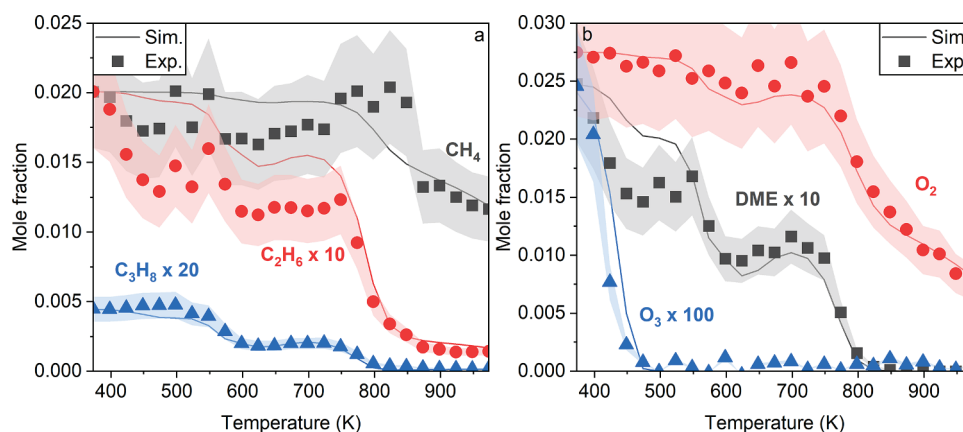 Sim.
Exp.
a
CH4
C2H6 x 10
C3H8 x 20
0.025
0.020
0.015
0.010
0.005
0.000
Mole fraction
400 500 600 700 800 900
Temperature (K)
b
Sim
Exp
O2
DME x 10
O3 x 100
0.030
0.025
0.020
0.015
0.010
0.005
0.000
Mole fraction
400 500 600 700 800 900
Temperature (K)